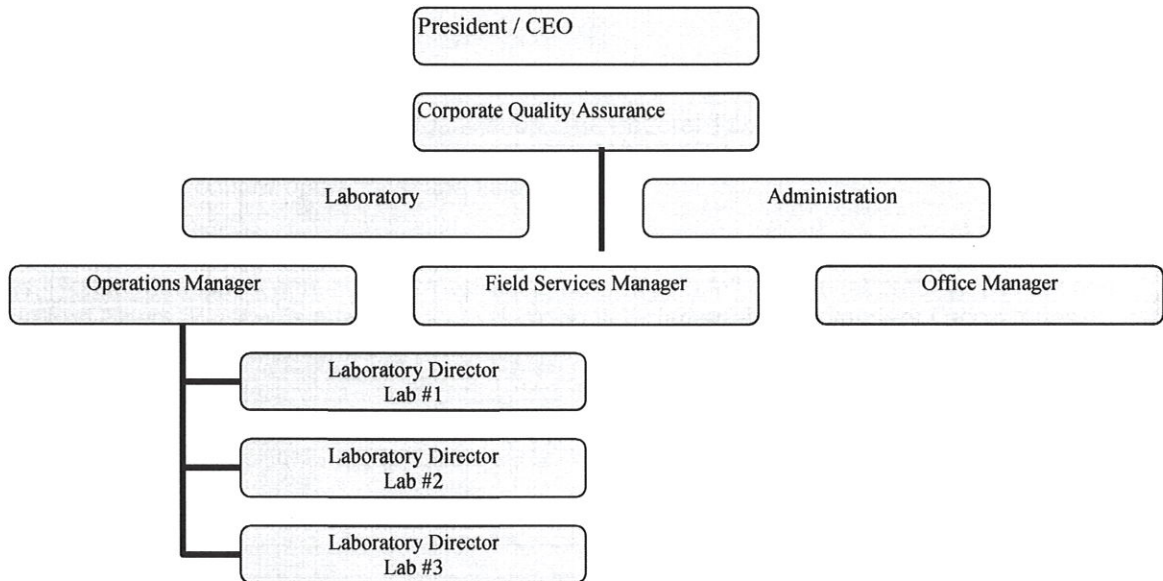 President / CEO
Corporate Quality Assurance
Laboratory
Administration
Operations Manager
Field Services Manager
Office Manager
Laboratory Director
Lab #1
Laboratory Director
Lab #2
Laboratory Director
Lab #3